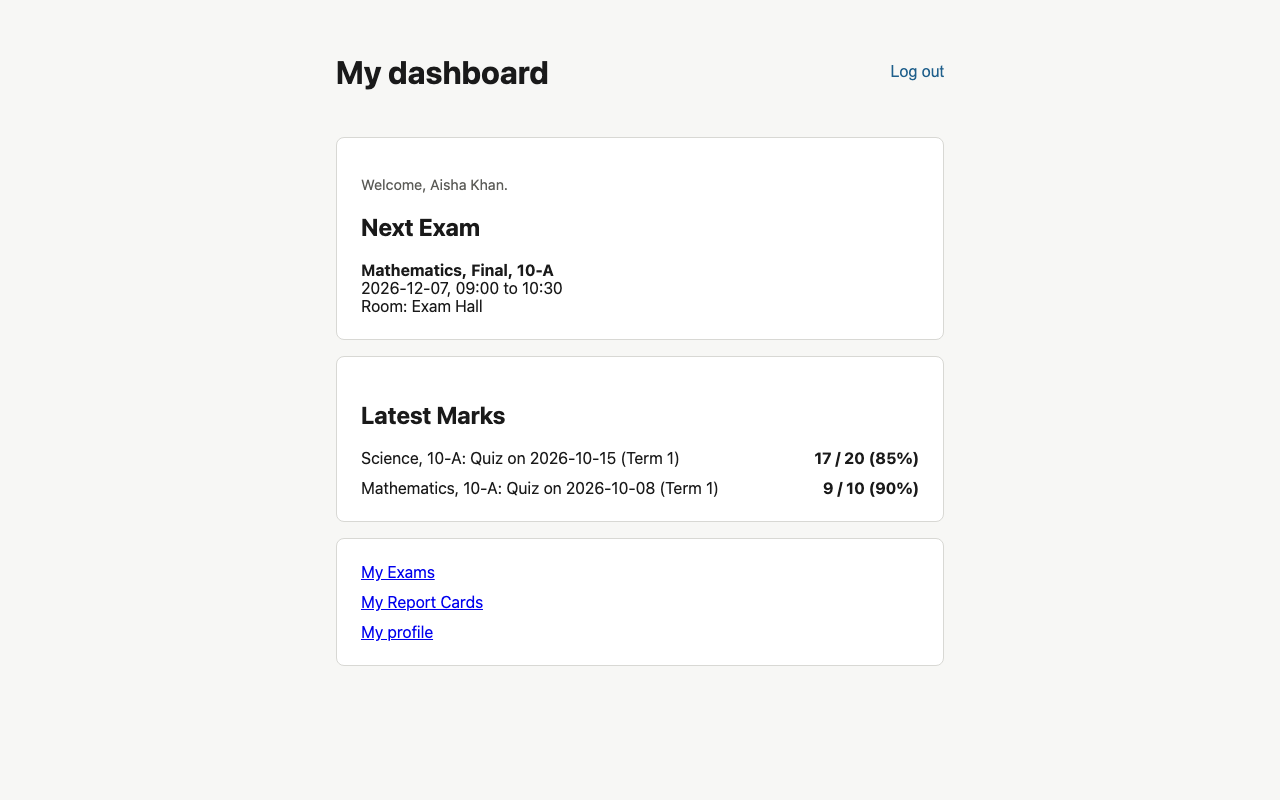 My dashboard
Log out
Welcome, Aisha Khan.
Next Exam
Mathematics, Final, 10-A
2026-12-07, 09:00 to 10:30
Room: Exam Hall
Latest Marks
Science, 10-A: Quiz on 2026-10-15 (Term 1) 17 / 20 (85%)
Mathematics, 10-A: Quiz on 2026-10-08 (Term 1) 9 / 10 (90%)
My Exams
My Report Cards
My profile